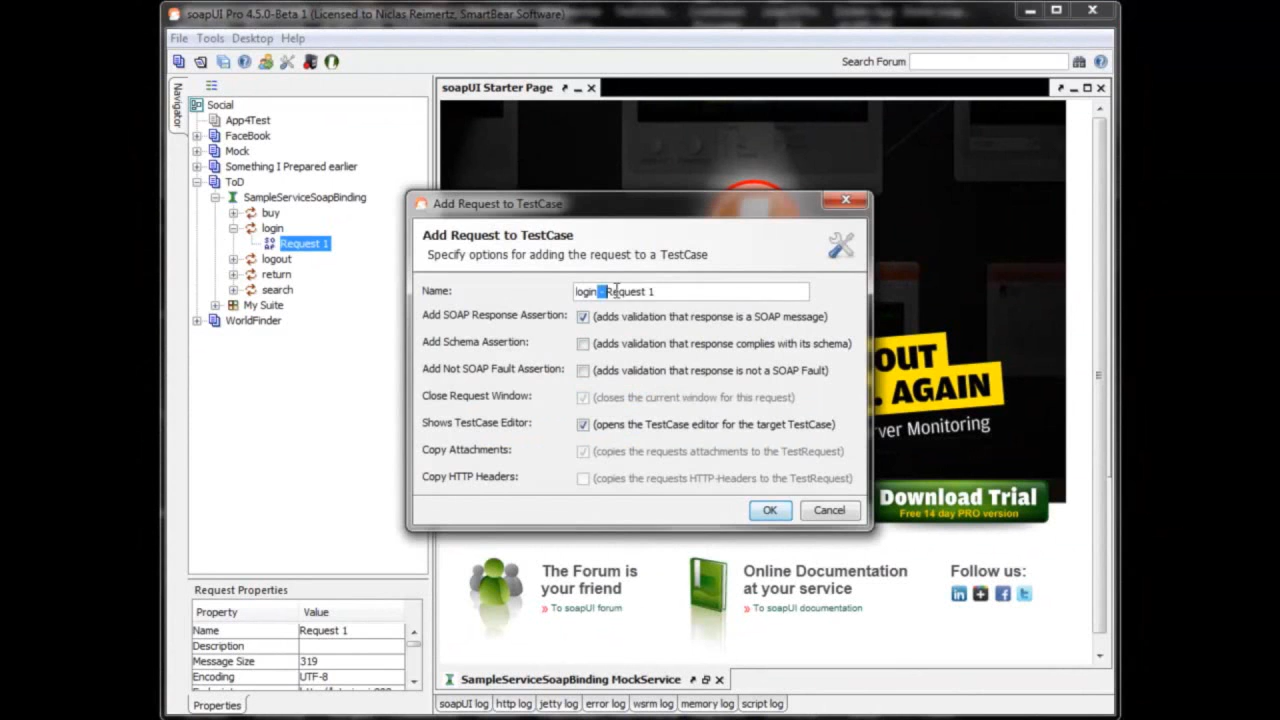 soapUI Pro 4.5.0-Beta 1 (Licensed to Niclas Reimertz, SmartBear Software)
File Tools Desktop Help
Search Forum
Navigator
soapUI Starter Page
Social
App4Test
FaceBook
Mock
Something I Prepared earlier
ToD
SampleServiceSoapBinding
buy
login
Request 1
logout
return
search
My Suite
WorldFinder
Add Request to TestCase
Add Request to TestCase
Specify options for adding the request to a TestCase
Name: login - Request 1
Add SOAP Response Assertion: (adds validation that response is a SOAP message)
Add Schema Assertion: (adds validation that response complies with its schema)
Add Not SOAP Fault Assertion: (adds validation that response is not a SOAP Fault)
Close Request Window: (closes the current window for this request)
Shows TestCase Editor: (opens the TestCase editor for the target TestCase)
Copy Attachments: (copies the requests attachments to the TestRequest)
Copy HTTP Headers: (copies the requests HTTP-Headers to the TestRequest)
OK Cancel
OUT
AGAIN
ver Monitoring
Download Trial
Free 14 day PRO version
The Forum is
your friend
» To soapUI forum
Online Documentation
at your service
» To soapUI documentation
Follow us:
Request Properties
Property Value
Name Request 1
Description
Message Size 319
Encoding UTF-8
Properties
SampleServiceSoapBinding MockService
soapUI log http log jetty log error log wsrm log memory log script log